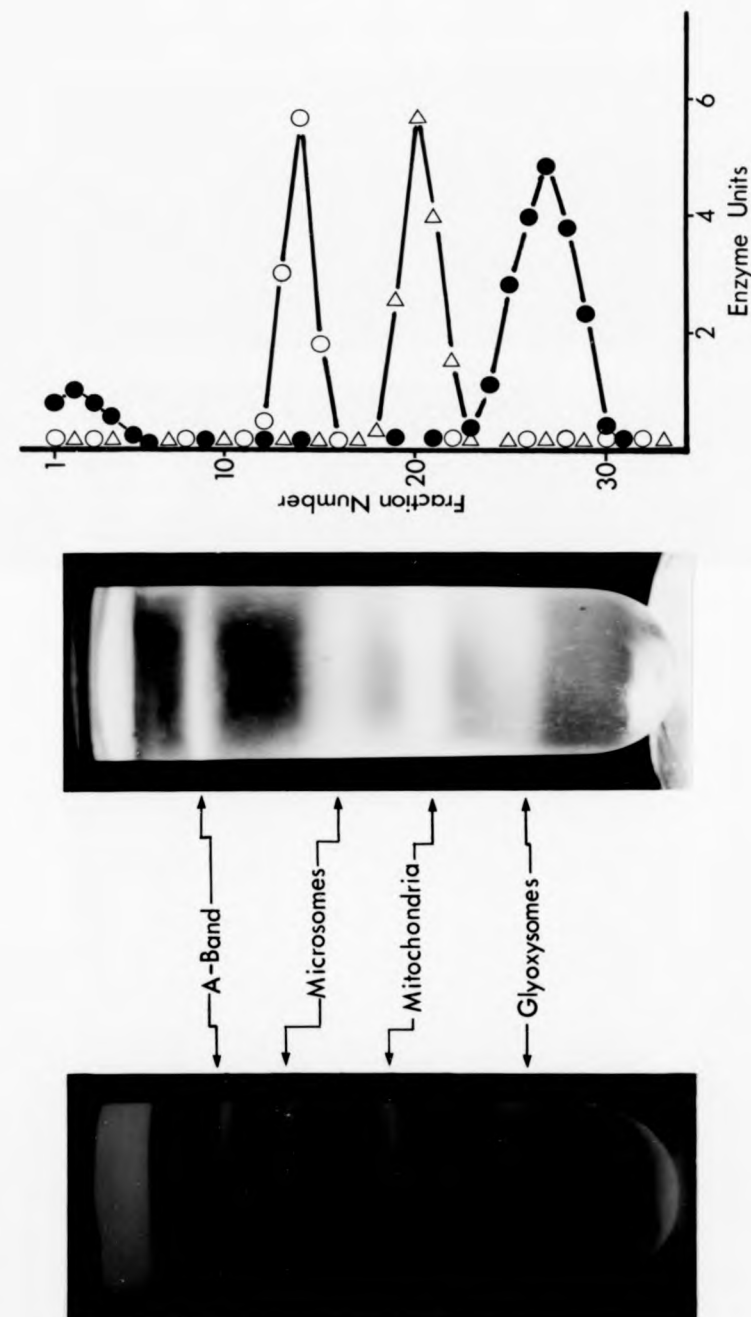 A-Band
Microsomes
Mitochondria
Glyoxysomes
Fraction Number
1
10
20
30
2
4
6
Enzyme Units